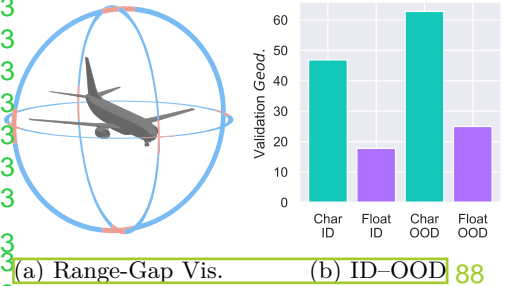 3
3
3
3
3
3
3
3
3
60
50
40
30
20
10
0
Validation Geod.
Char ID
Float ID
Char OOD
Float OOD
(a) Range-Gap Vis.
(b) ID–OOD
88